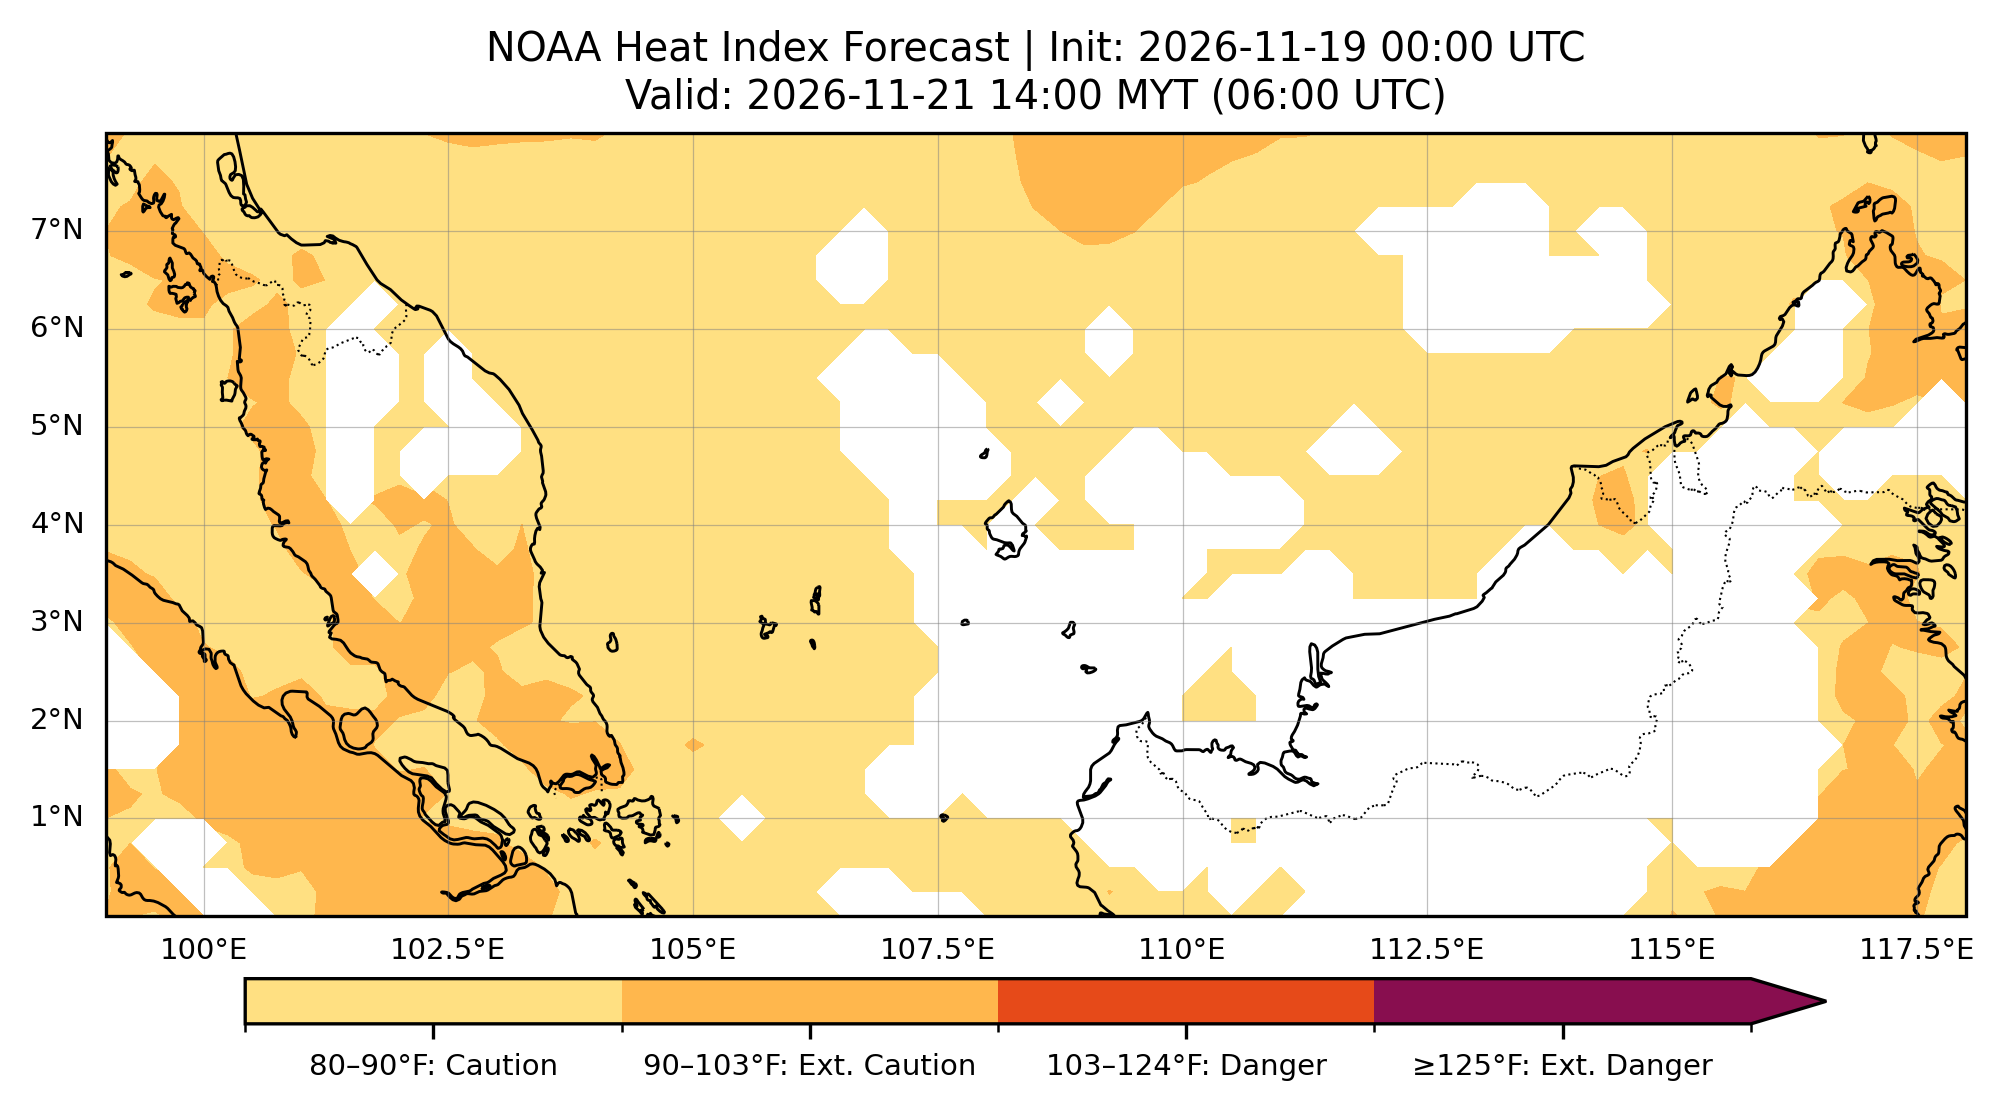 NOAA Heat Index Forecast | Init: 2026-11-19 00:00 UTC
Valid: 2026-11-21 14:00 MYT (06:00 UTC)
7°N
6°N
5°N
4°N
3°N
2°N
1°N
100°E 102.5°E 105°E 107.5°E 110°E 112.5°E 115°E 117.5°E
80–90°F: Caution 90–103°F: Ext. Caution 103–124°F: Danger ≥125°F: Ext. Danger